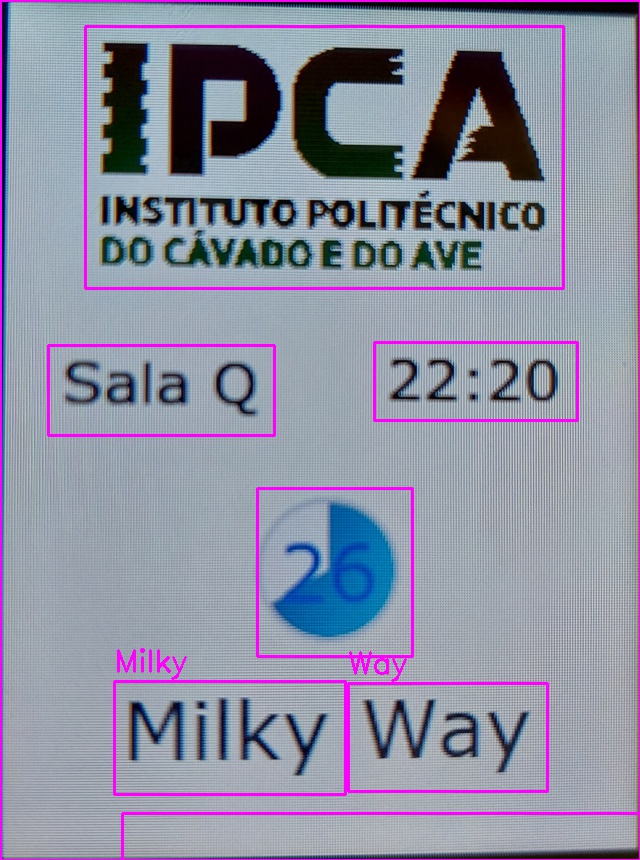 IPCA
INSTITUTO POLITÉCNICO
DO CÁVADO E DO AVE
Sala Q 22:20
26
Milky Way
Milky Way